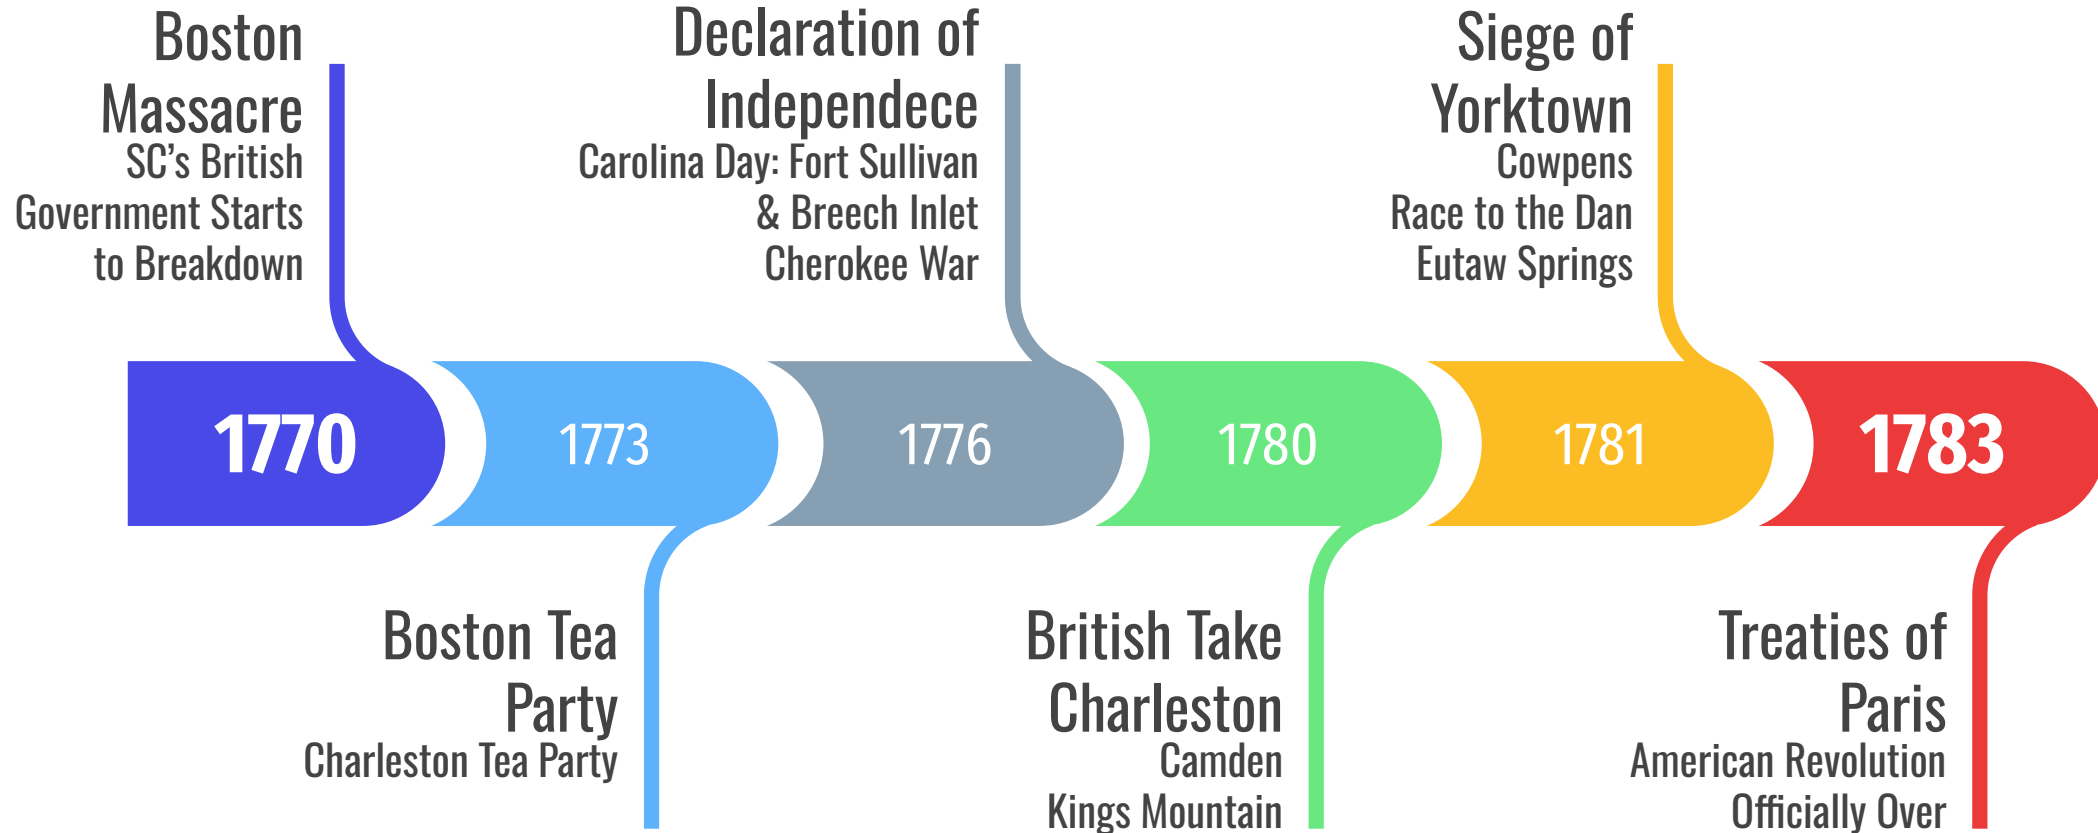 Boston
Massacre
SC’s British
Government Starts
to Breakdown
Declaration of
Independece
Carolina Day: Fort Sullivan
& Breech Inlet
Cherokee War
Siege of
Yorktown
Cowpens
Race to the Dan
Eutaw Springs
1770
1773
1776
1780
1781
1783
Boston Tea
Party
Charleston Tea Party
British Take
Charleston
Camden
Kings Mountain
Treaties of
Paris
American Revolution
Officially Over